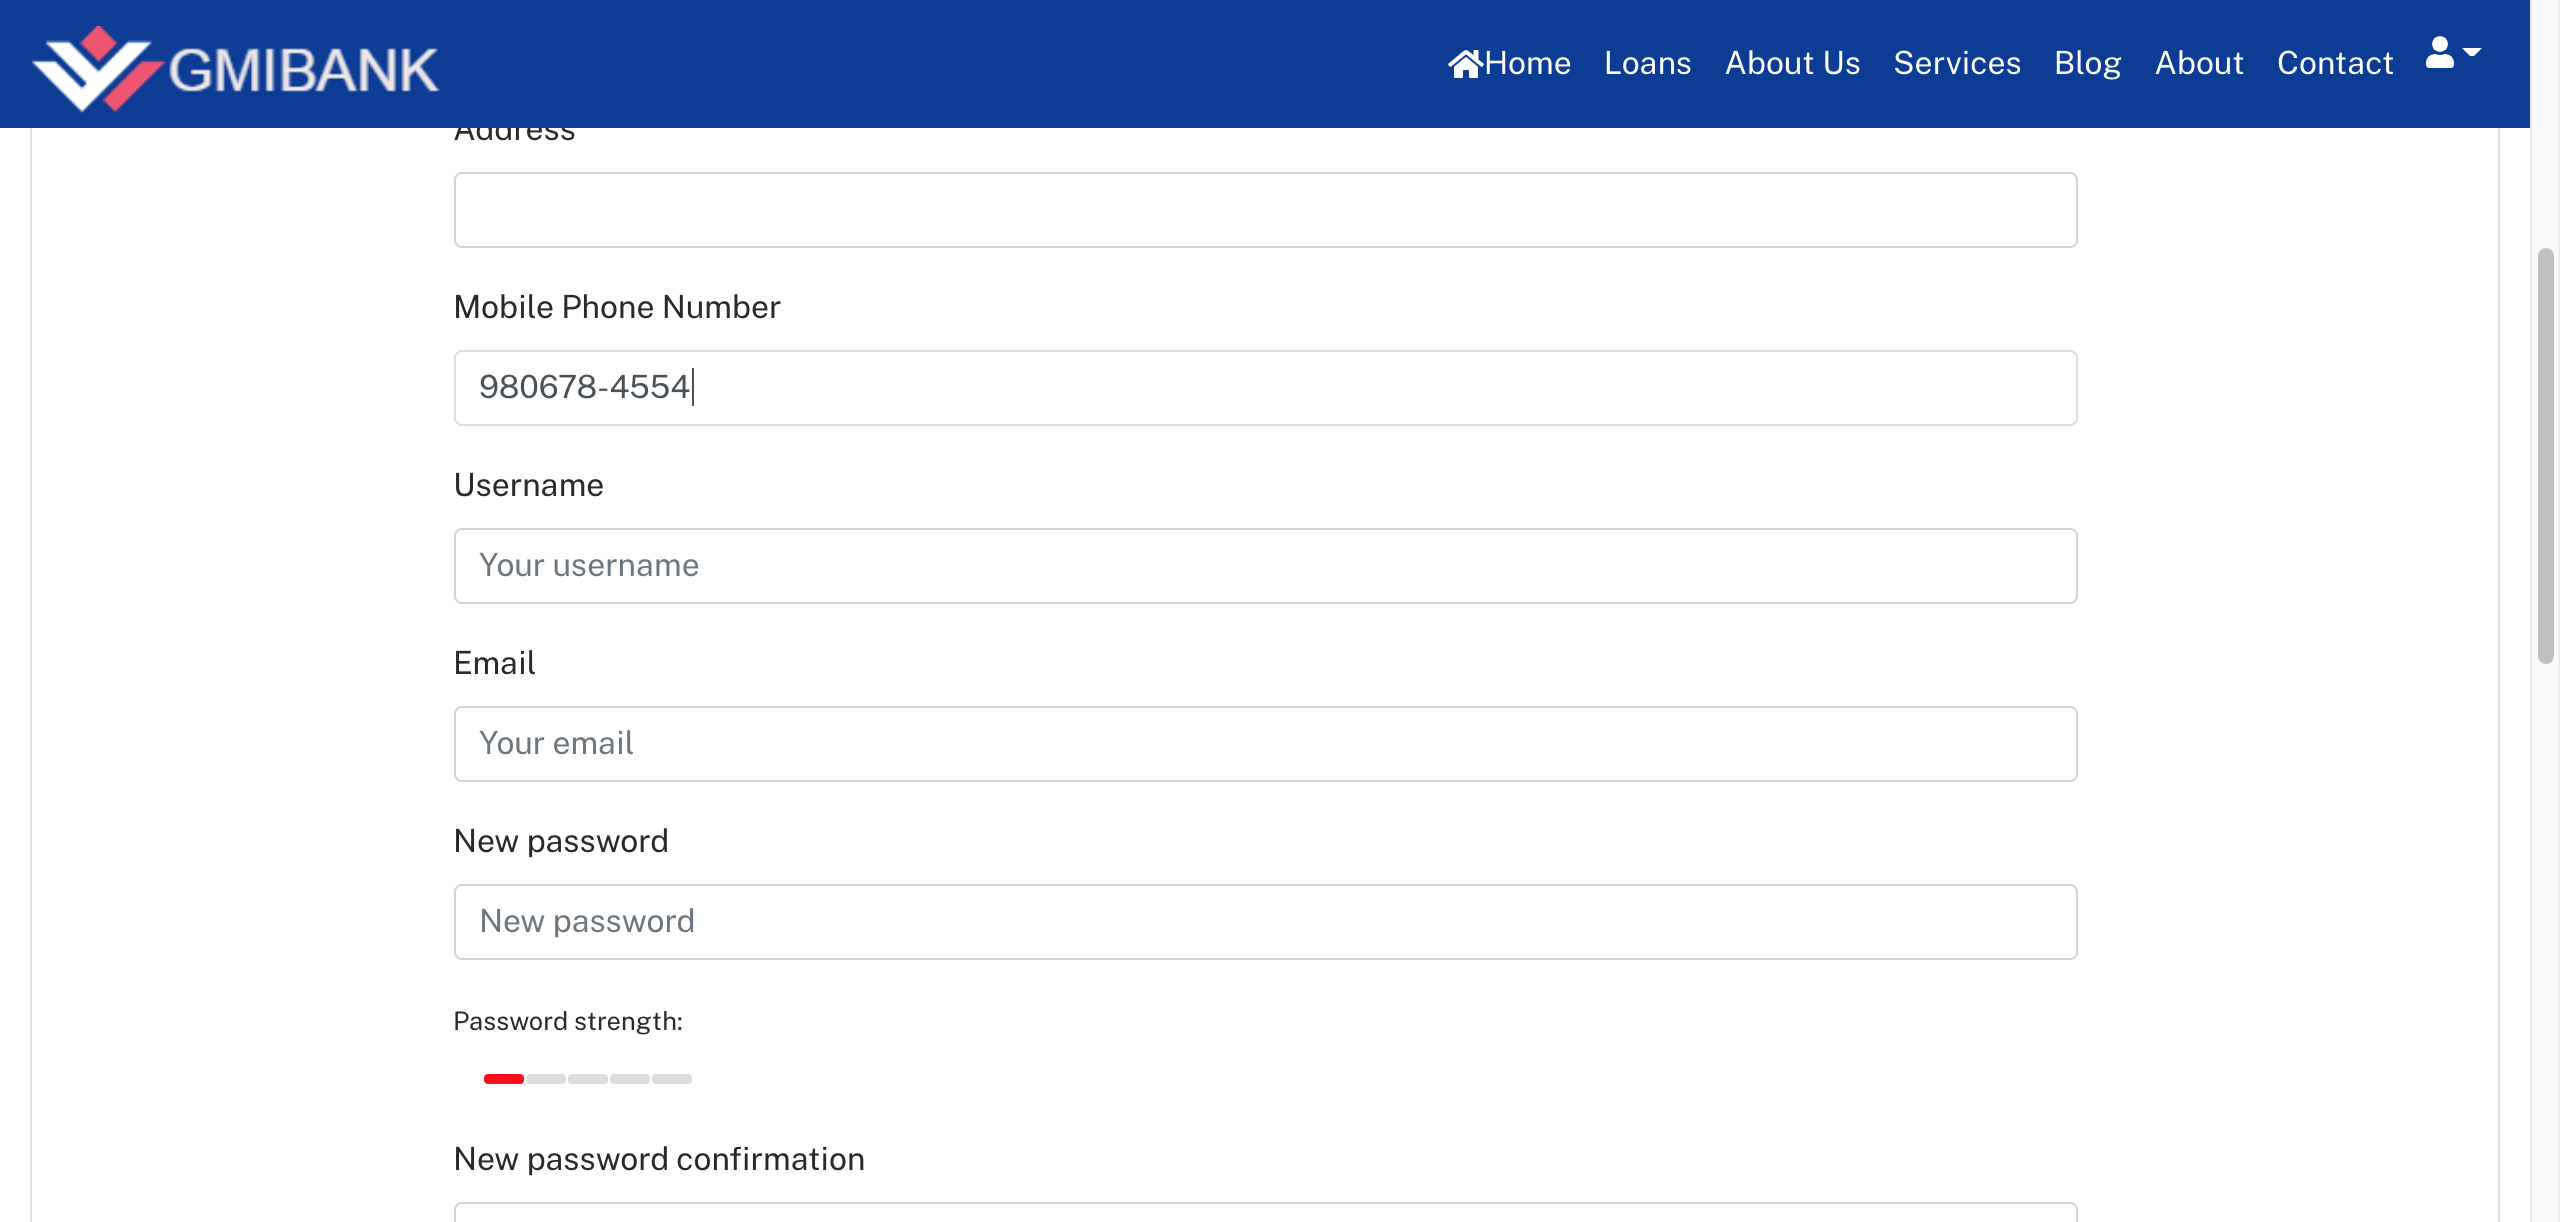 GMIBANK
Home Loans About Us Services Blog About Contact
Address
Mobile Phone Number
980678-4554
Username
Your username
Email
Your email
New password
New password
Password strength:
New password confirmation